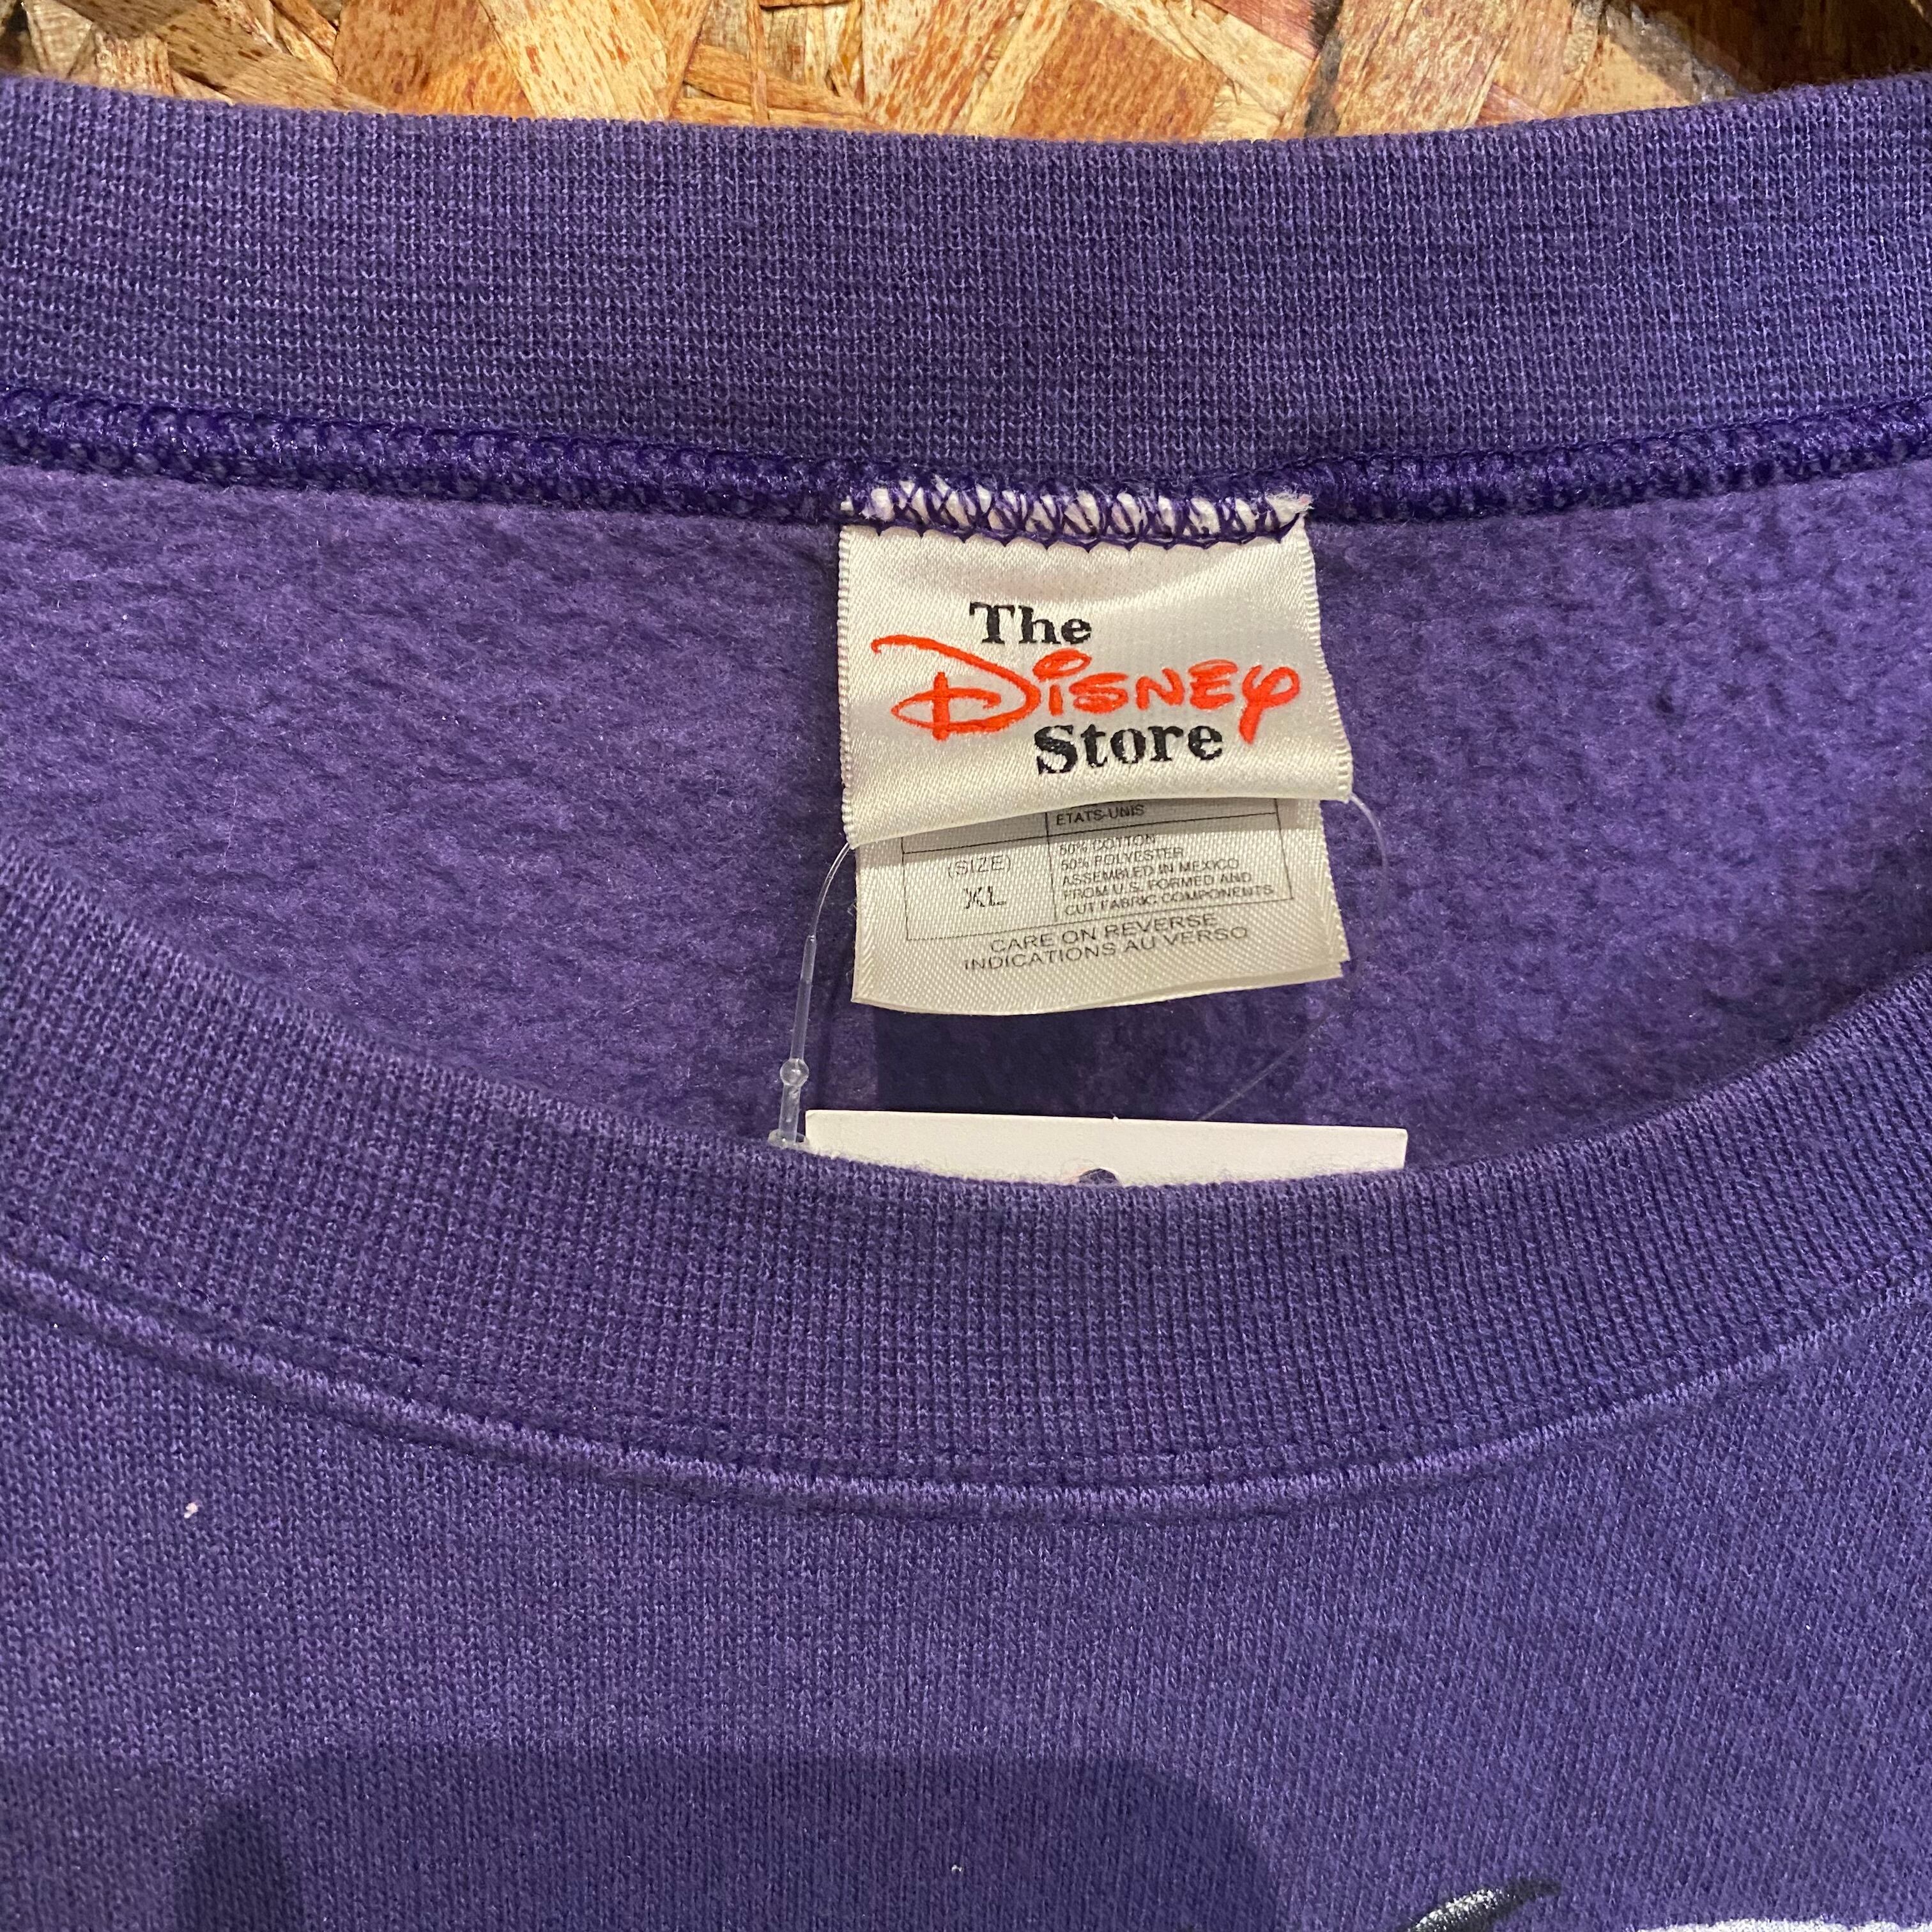 The
Disney
Store
ETATS-UNIS
50% COTTON
(SIZE)
50% POLYESTER
XL
ASSEMBLED IN MEXICO
FROM U.S. FORMED AND
CUT FABRIC COMPONENTS
CARE ON REVERSE
INDICATIONS AU VERSO